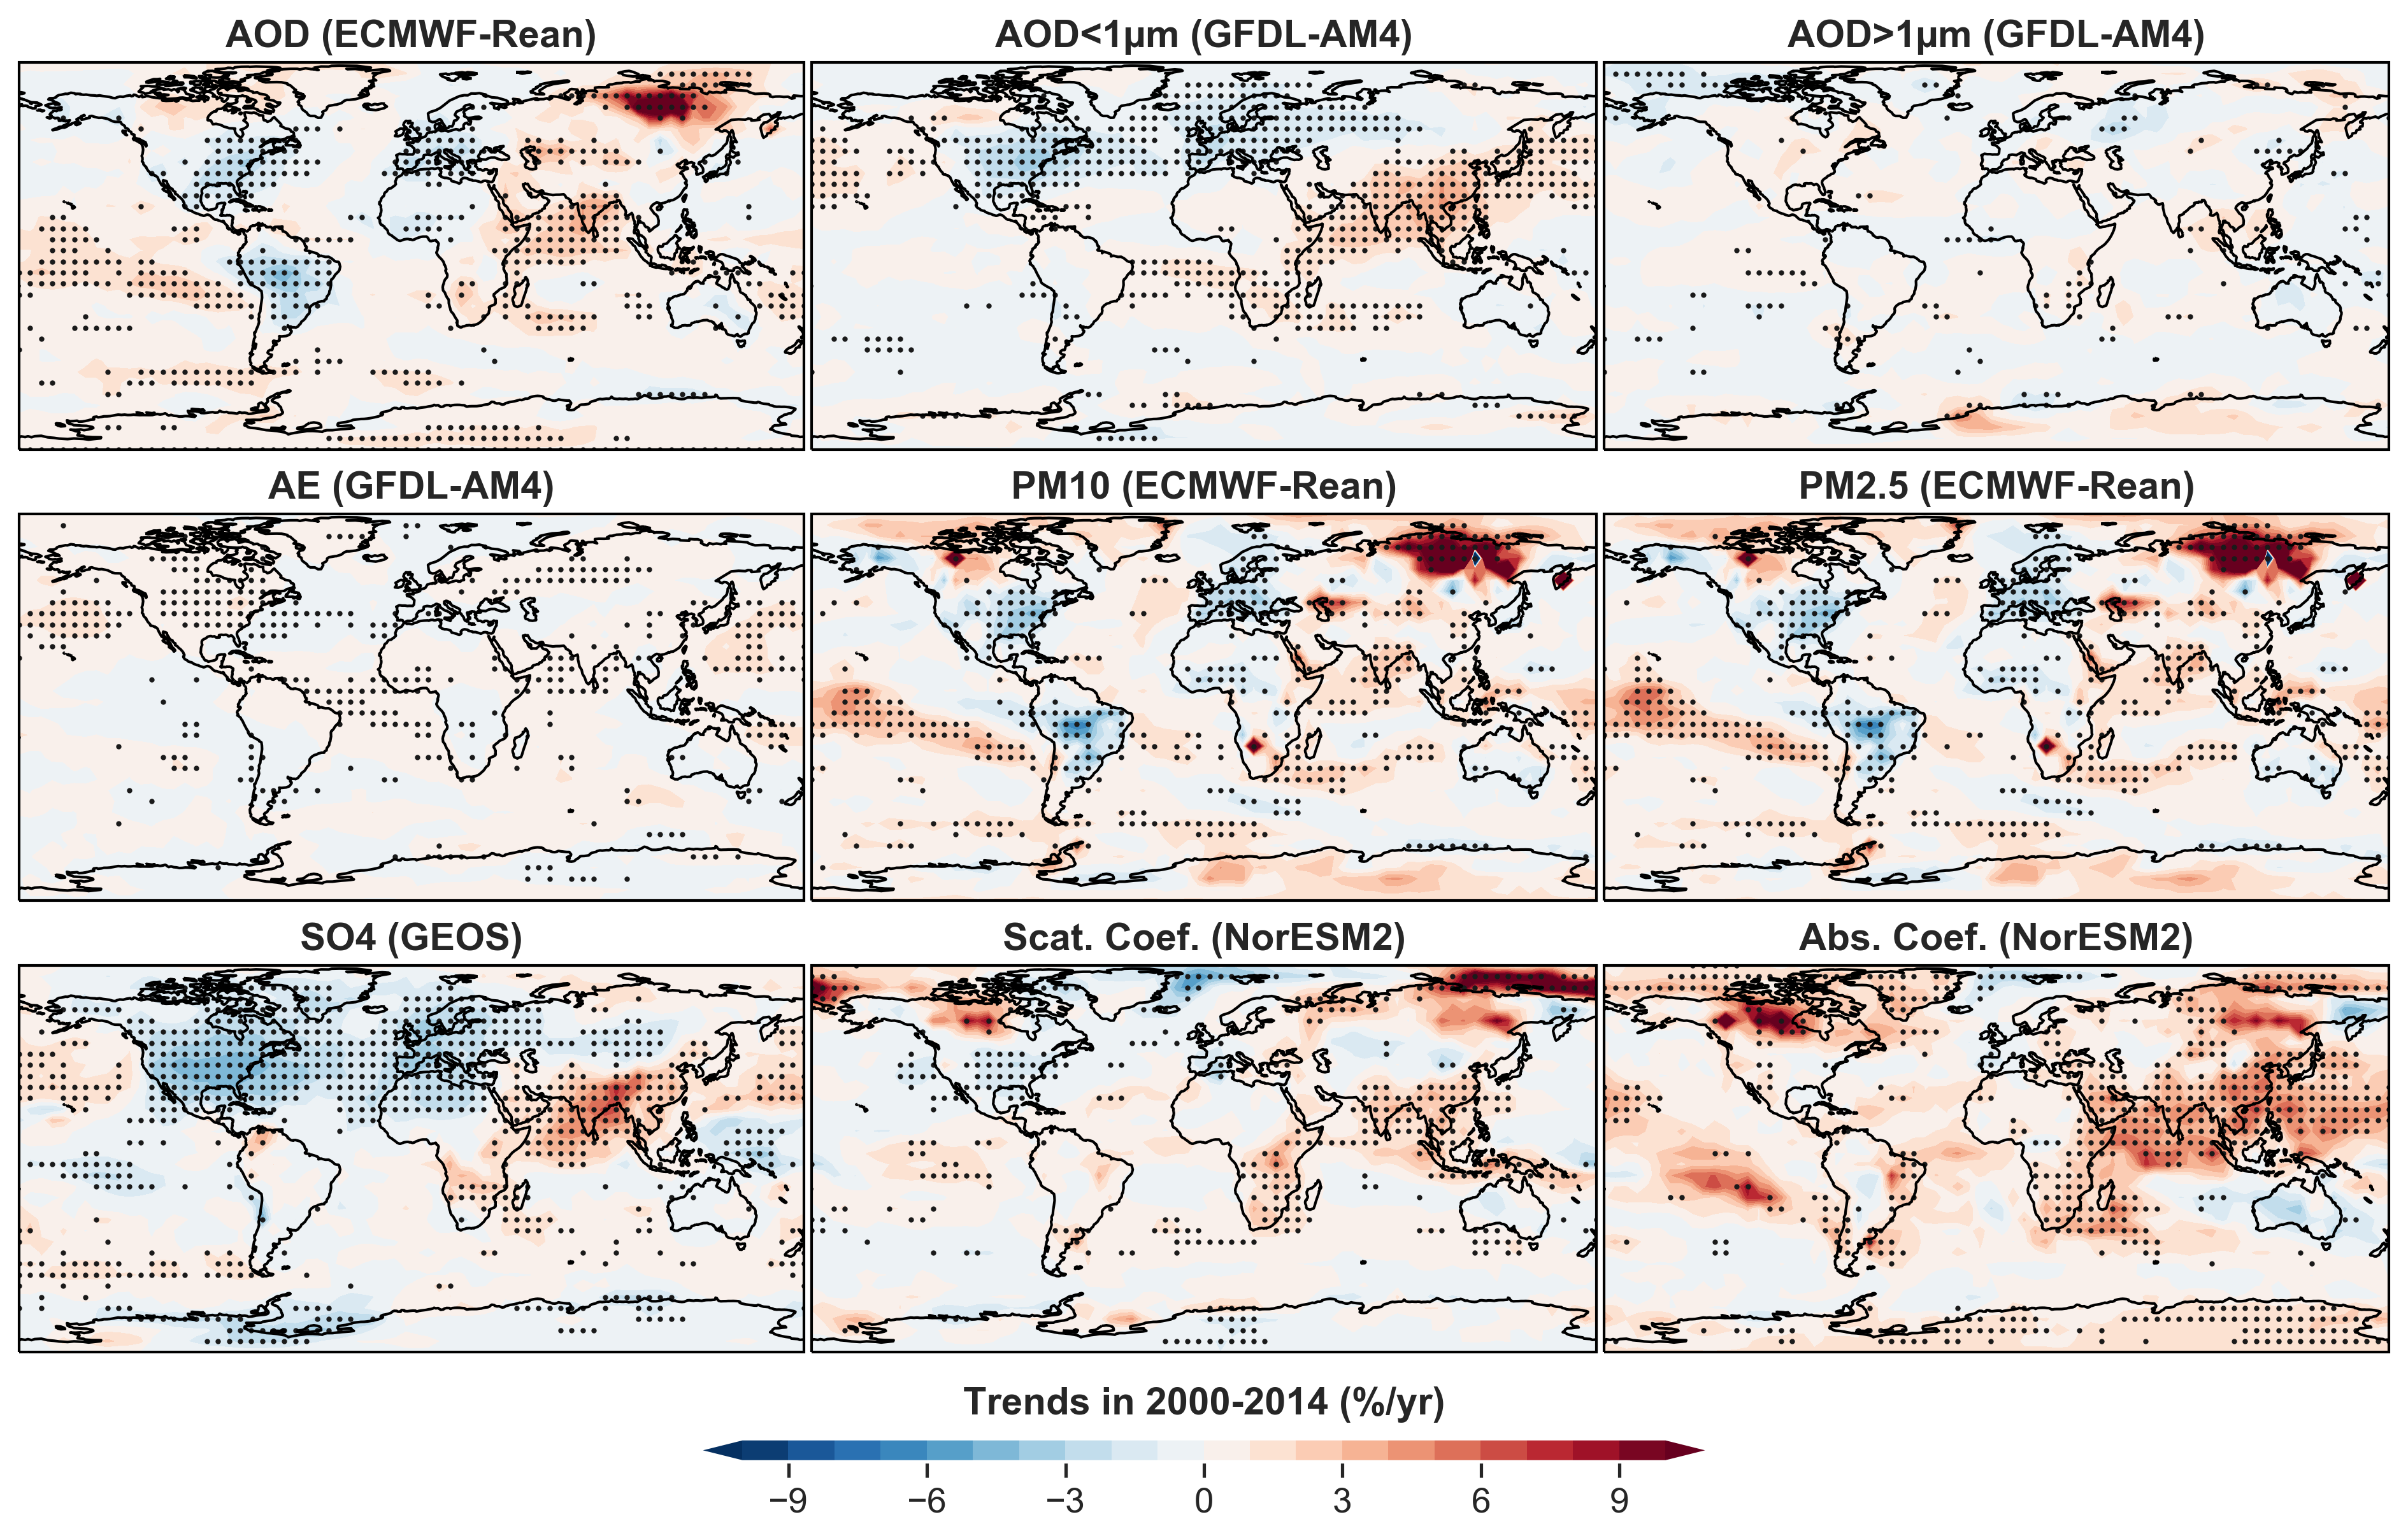 AOD (ECMWF-Rean)
AOD<1µm (GFDL-AM4)
AOD>1µm (GFDL-AM4)
AE (GFDL-AM4)
PM10 (ECMWF-Rean)
PM2.5 (ECMWF-Rean)
SO4 (GEOS)
Scat. Coef. (NorESM2)
Abs. Coef. (NorESM2)
Trends in 2000-2014 (%/yr)
−9 −6 −3 0 3 6 9